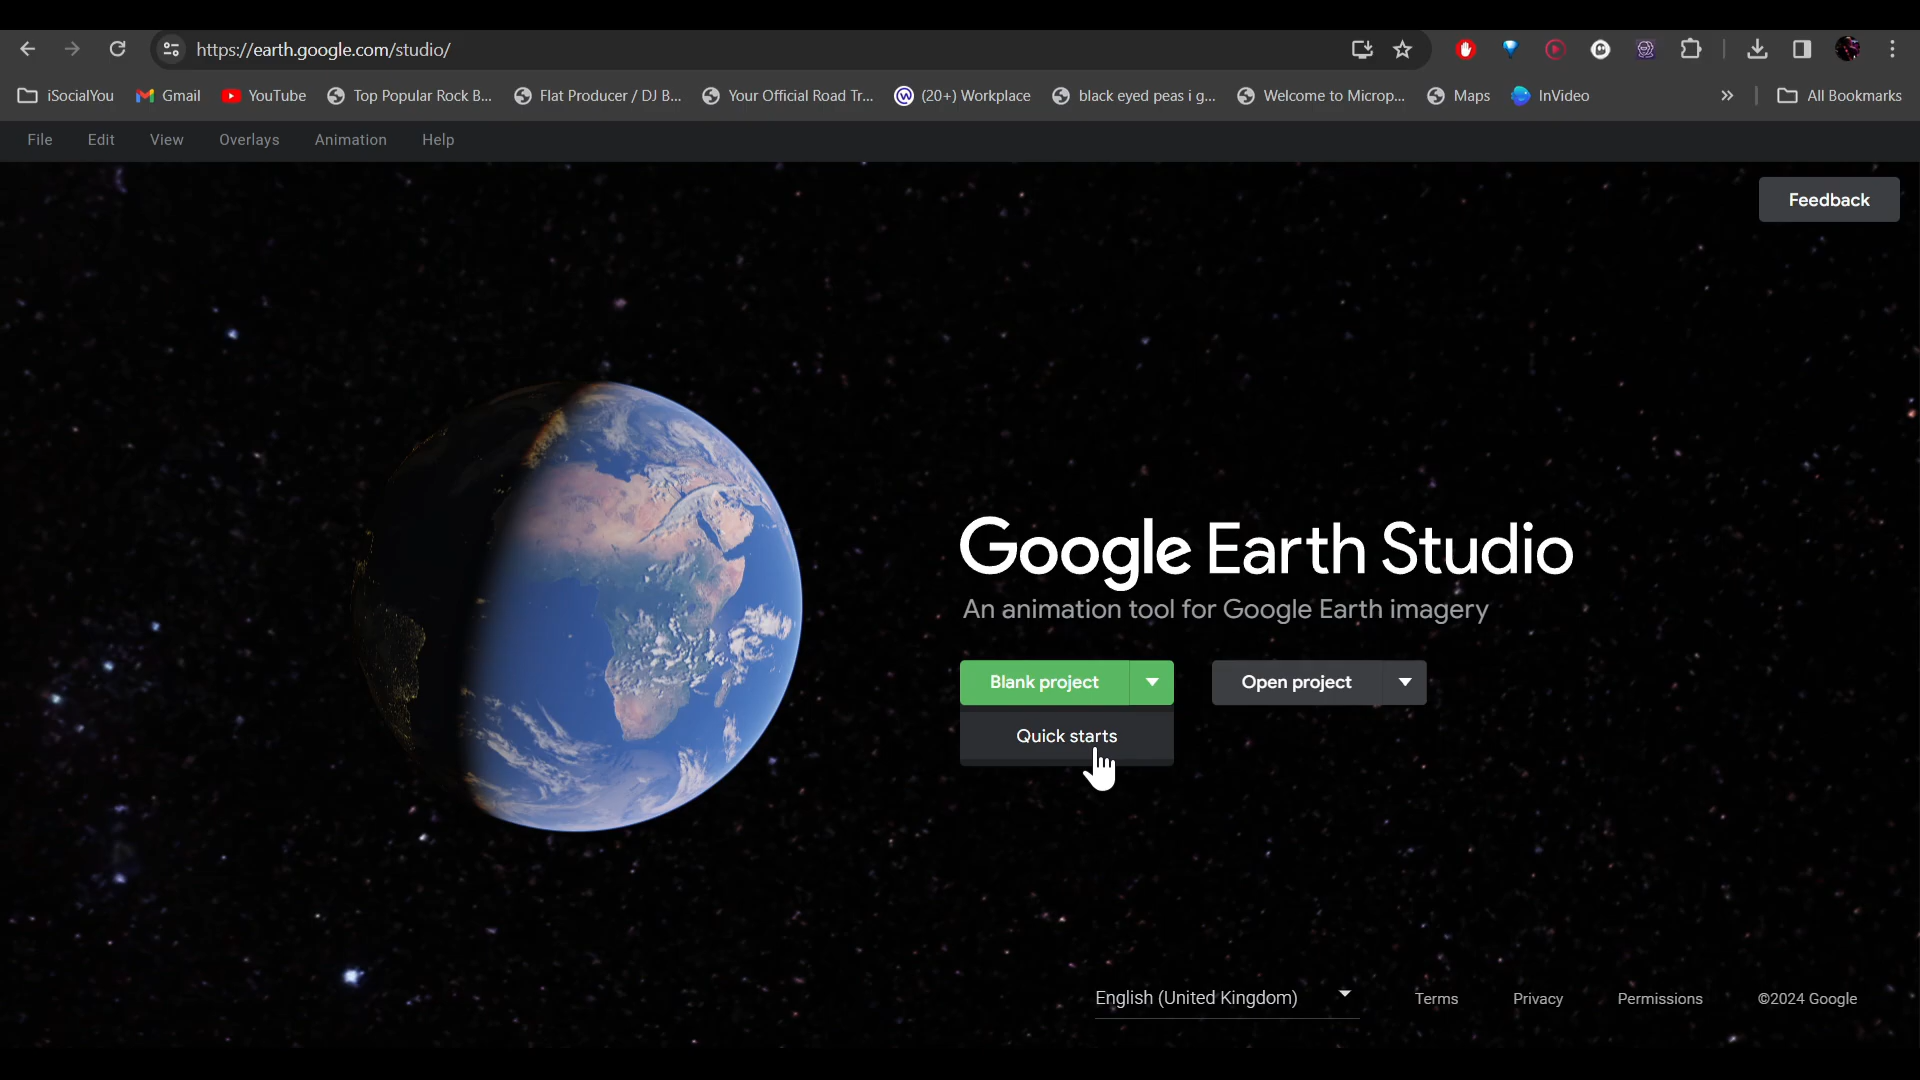 https://earth.google.com/studio/
iSocialYou Gmail YouTube Top Popular Rock B... Flat Producer / DJ B... Your Official Road Tr... (20+) Workplace black eyed peas i g... Welcome to Microp... Maps InVideo » All Bookmarks
File Edit View Overlays Animation Help
Feedback
Google Earth Studio
An animation tool for Google Earth imagery
Blank project Open project
Quick starts
English (United Kingdom) Terms Privacy Permissions ©2024 Google